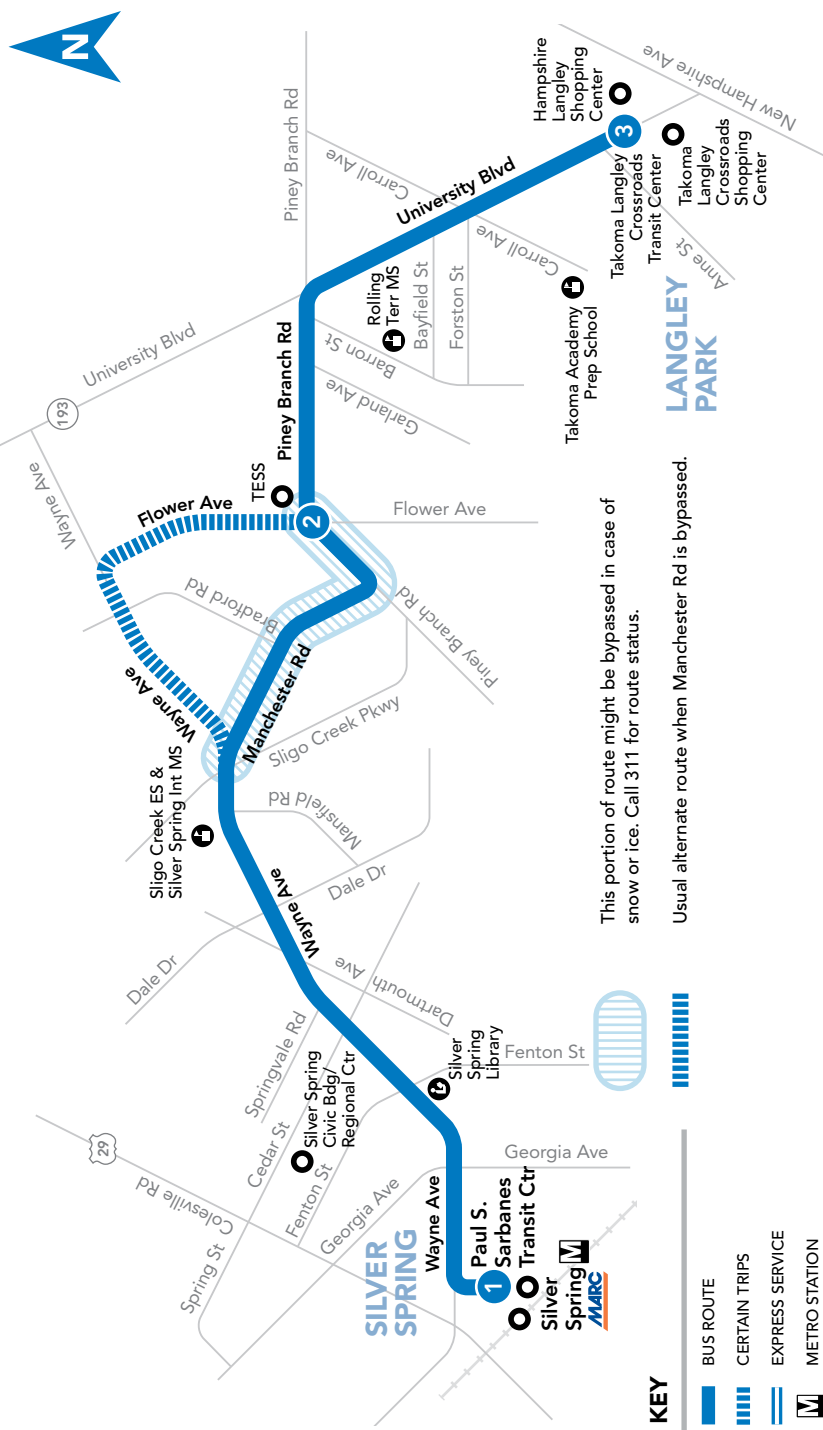 N
Piney Branch Rd
Carroll Ave
University Blvd
Hampshire
Langley
Shopping
Center
New Hampshire Ave
3
Takoma Langley
Crossroads
Transit Center
Takoma
Langley
Crossroads
Shopping
Center
Anne St
Carroll Ave
LANGLEY
PARK
Takoma Academy
Prep School
Rolling
Terr MS
Bayfield St
Forston St
Barron St
Garland Ave
Piney Branch Rd
University Blvd
193
Wayne Ave
TESS
2
Flower Ave
Flower Ave
Wayne Ave
Bradford Rd
Piney Branch Rd
Manchester Rd
Sligo Creek Pkwy
Sligo Creek ES &
Silver Spring Int MS
Mansfield Rd
Dale Dr
Dale Dr
Wayne Ave
Dartmouth Ave
Springvale Rd
Silver
Spring
Library
Fenton St
Silver Spring
Civic Bdg/
Regional Ctr
Cedar St
Fenton St
29
Colesville Rd
Spring St
Georgia Ave
Georgia Ave
SILVER
SPRING
Wayne Ave
1
Paul S.
Sarbanes
Transit Ctr
Silver
Spring
M
MARC
This portion of route might be bypassed in case of
snow or ice. Call 311 for route status.
Usual alternate route when Manchester Rd is bypassed.
KEY
BUS ROUTE
CERTAIN TRIPS
EXPRESS SERVICE
M METRO STATION